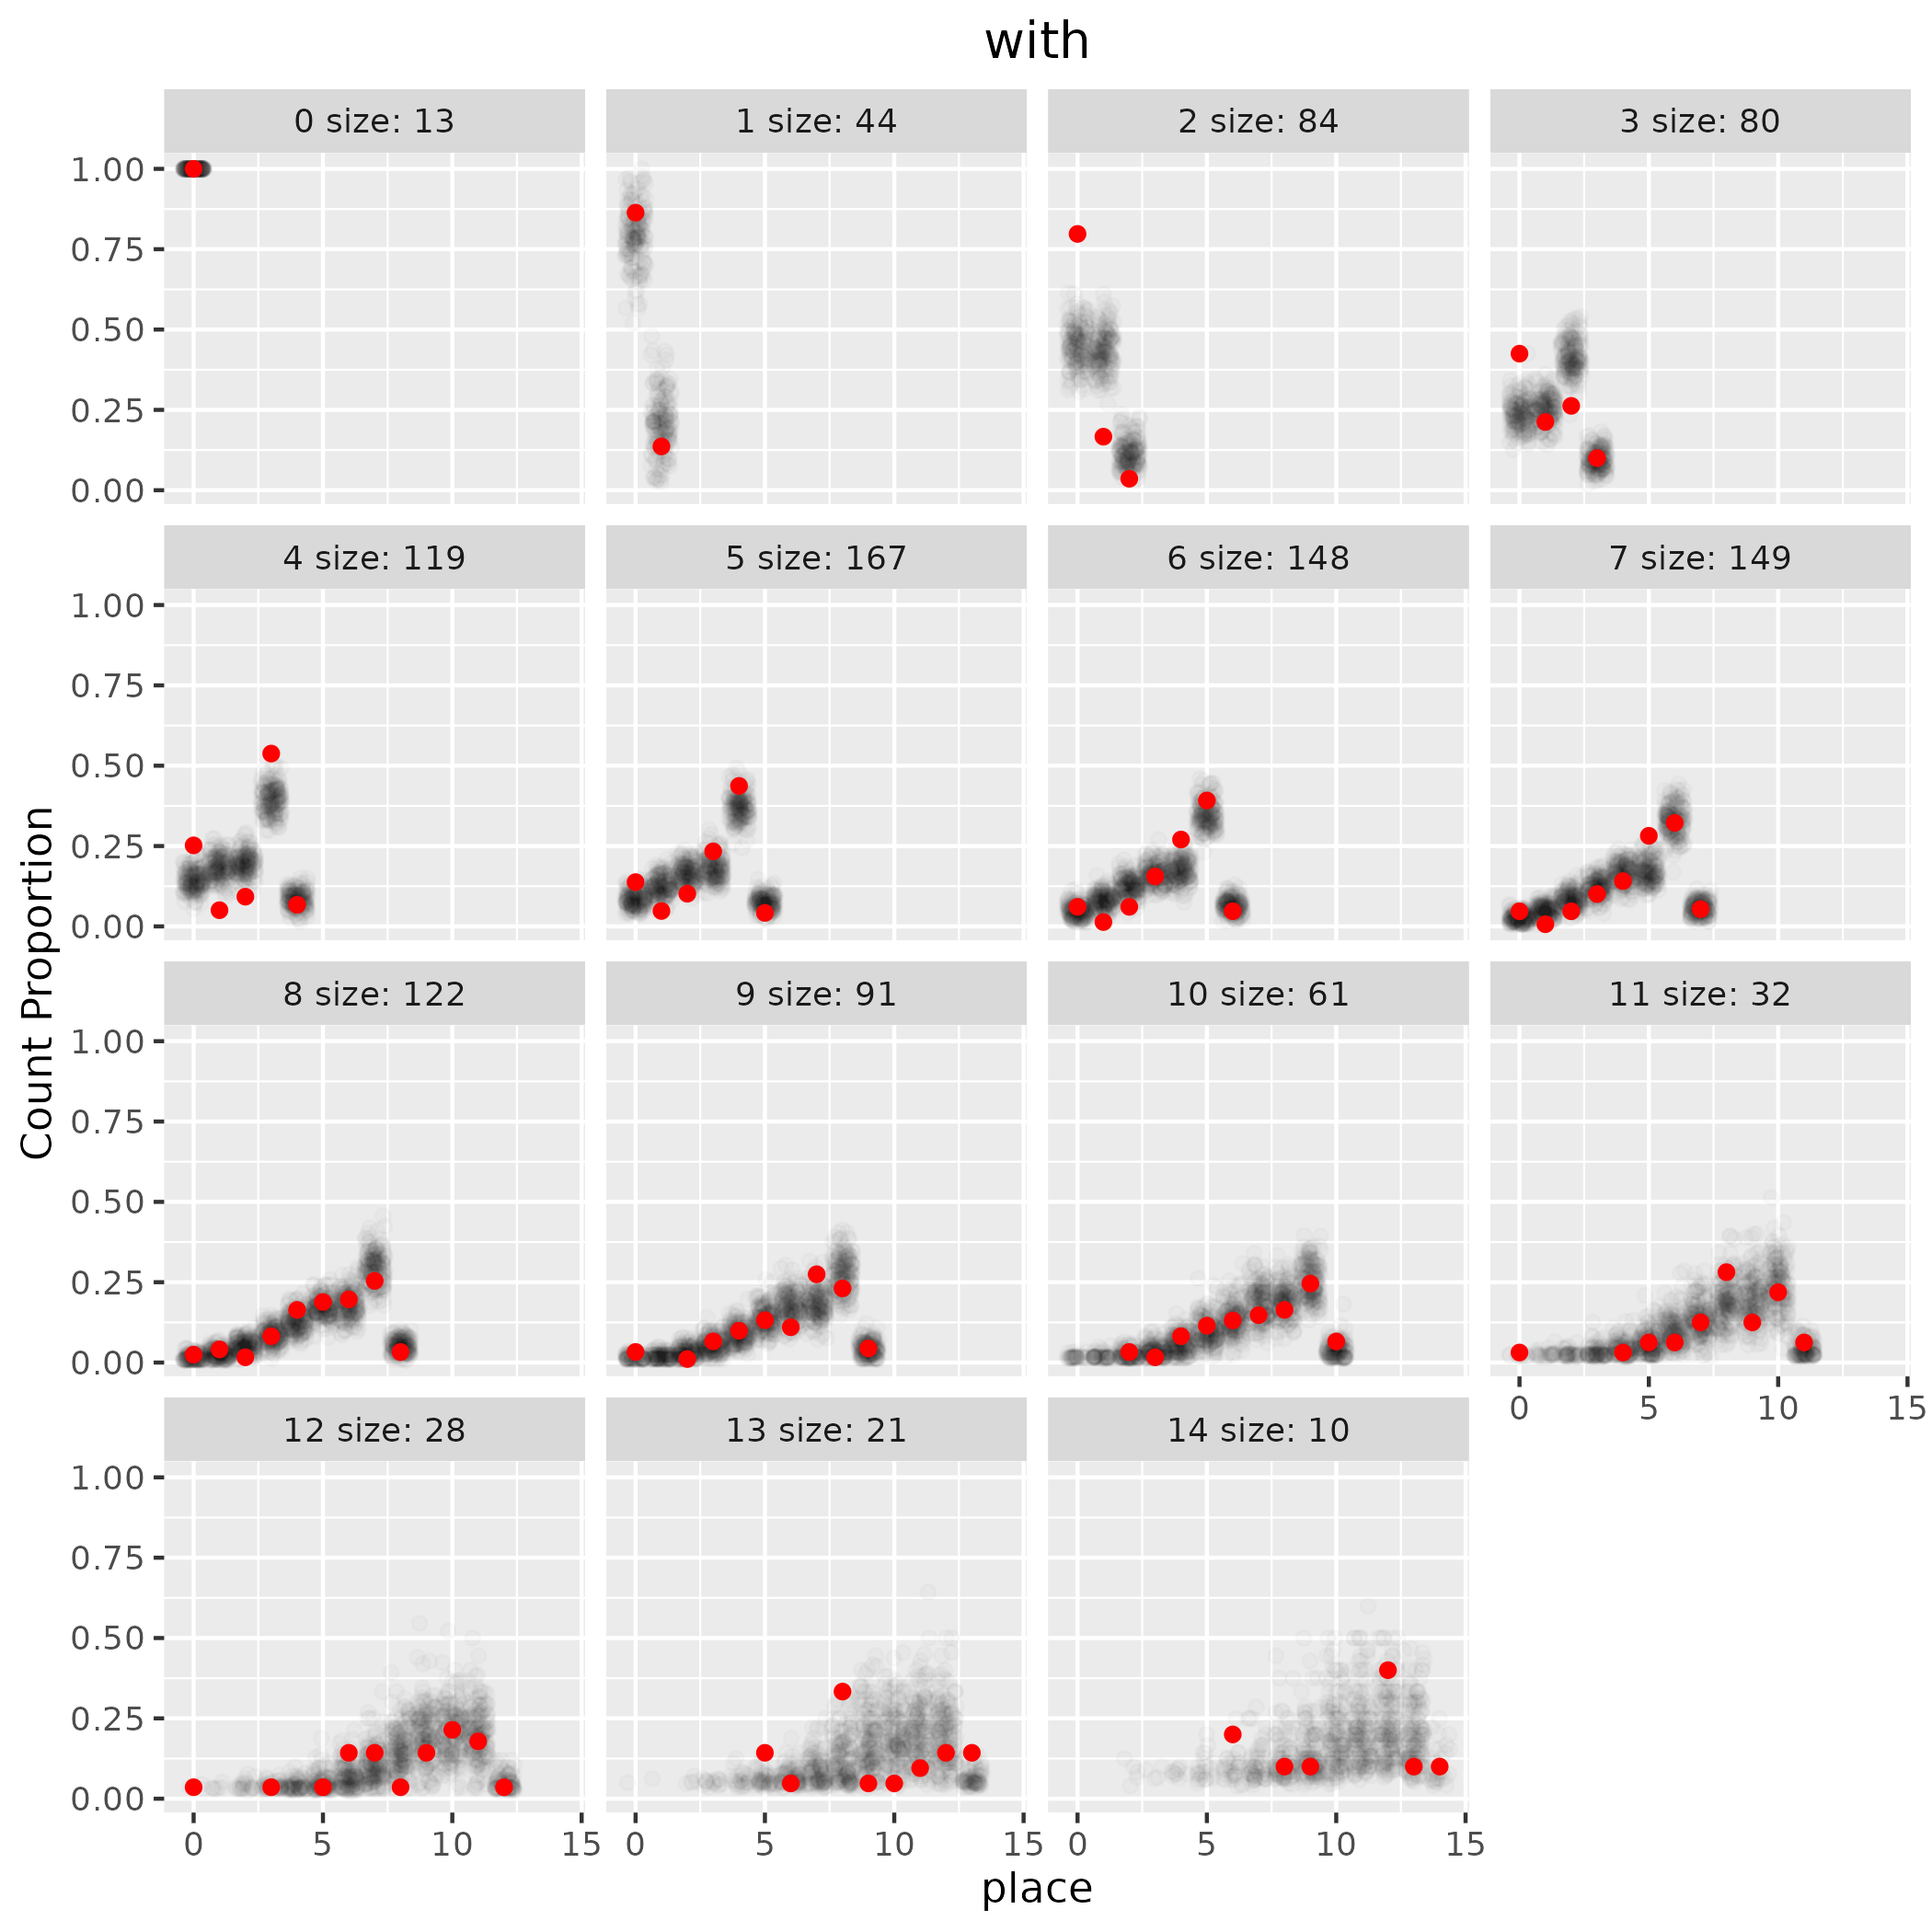 with
0 size: 13
1 size: 44
2 size: 84
3 size: 80
1.00
0.75
0.50
0.25
0.00
4 size: 119
5 size: 167
6 size: 148
7 size: 149
1.00
0.75
0.50
0.25
0.00
Count Proportion
8 size: 122
9 size: 91
10 size: 61
11 size: 32
1.00
0.75
0.50
0.25
0.00
0 5 10 15
12 size: 28
13 size: 21
14 size: 10
1.00
0.75
0.50
0.25
0.00
0 5 10 15
0 5 10 15
0 5 10 15
place